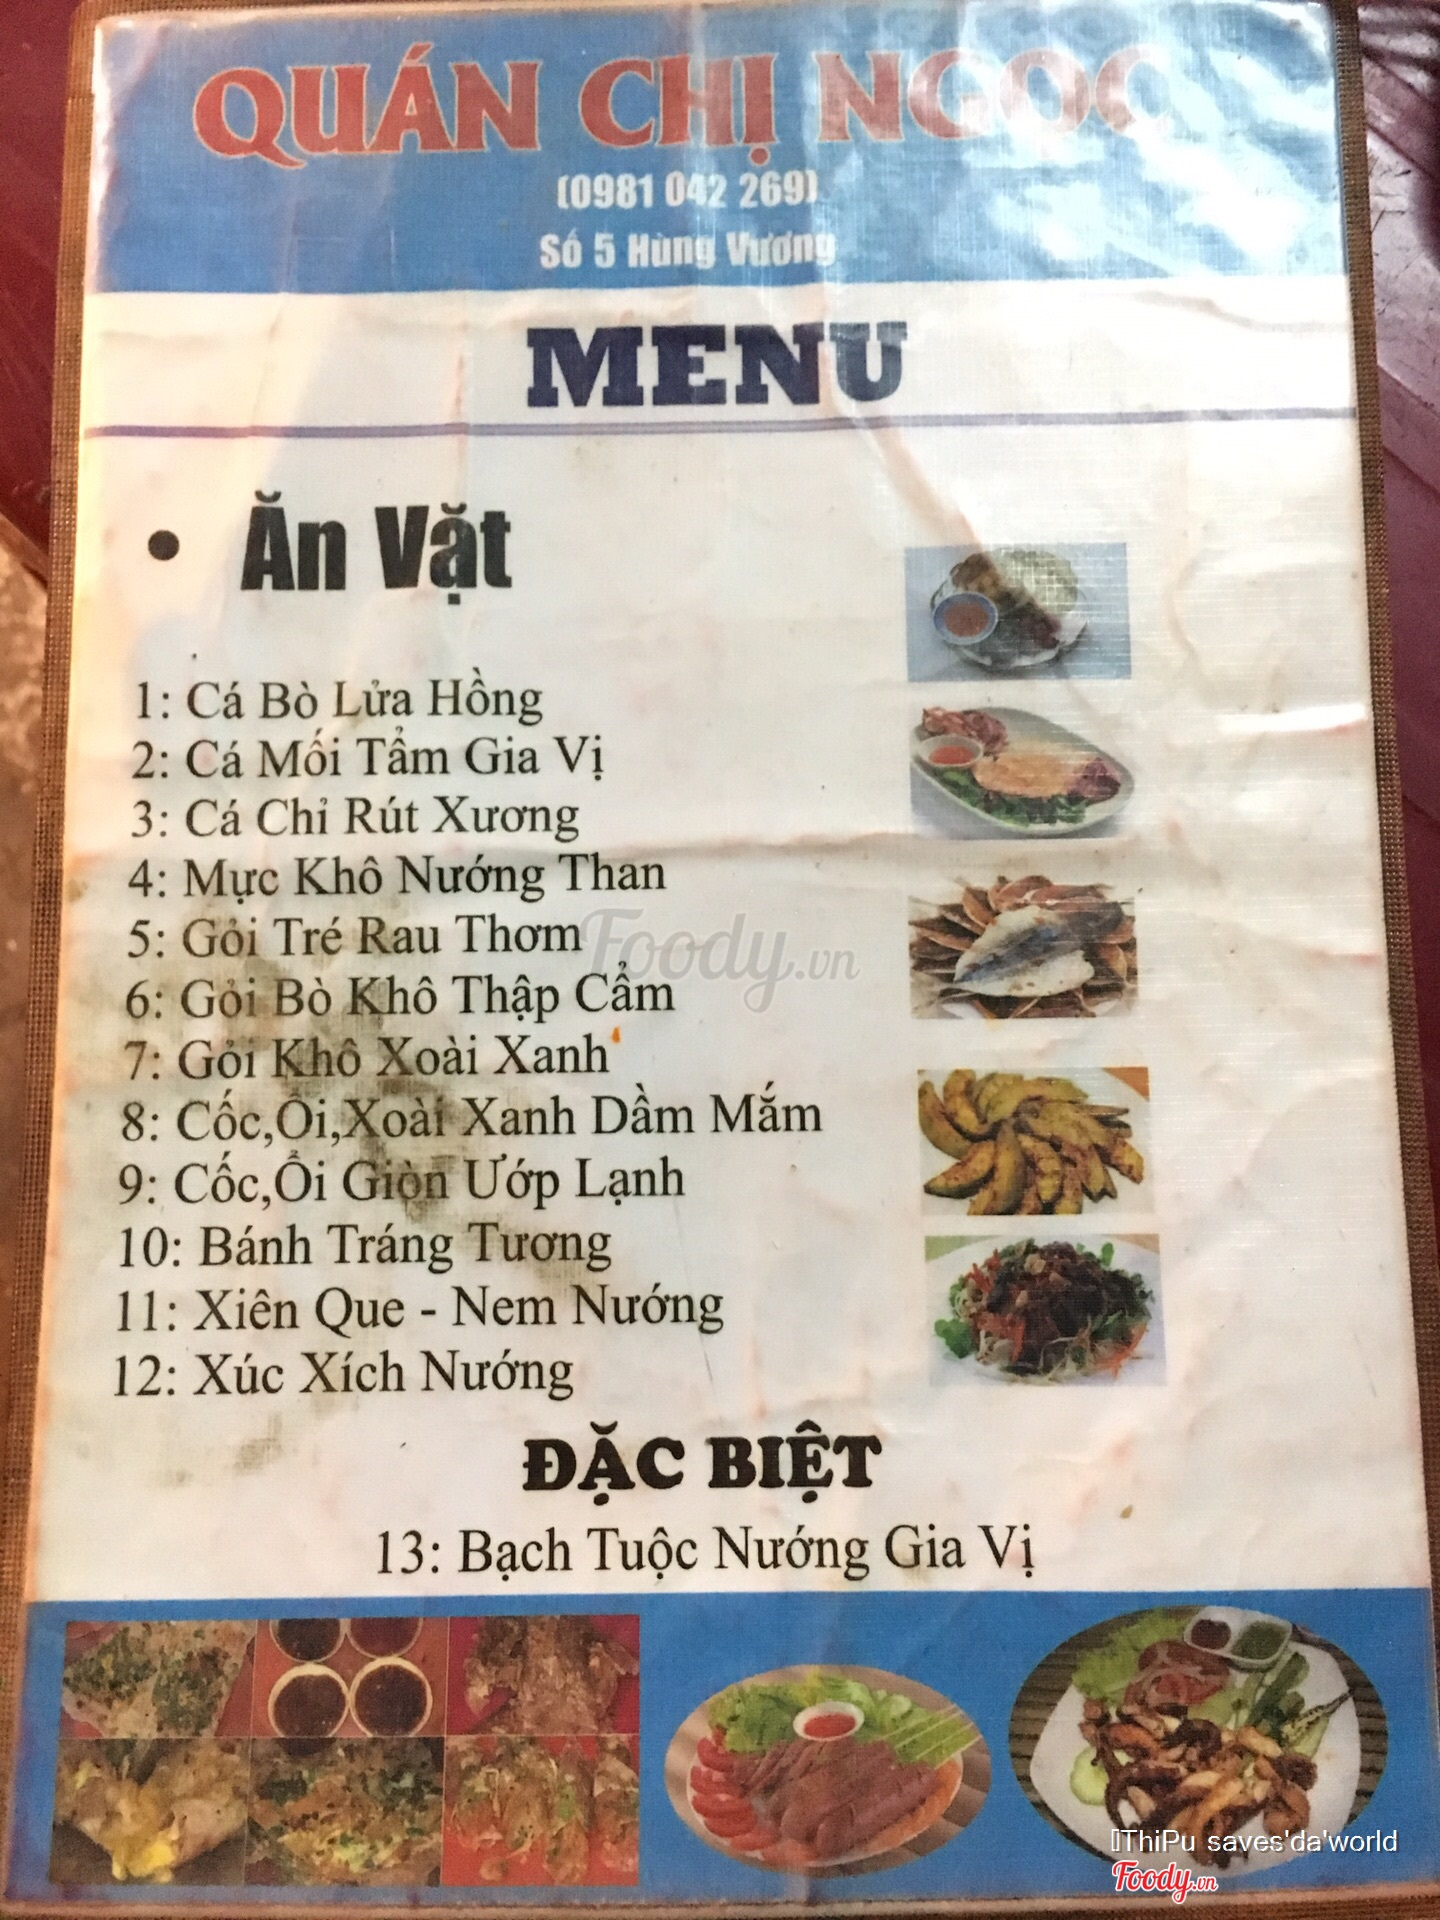 QUÁN CHỊ NGỌC
(0981 042 269)
Số 5 Hùng Vương
MENU
• Ăn Vặt
1: Cá Bò Lửa Hồng
2: Cá Mối Tẩm Gia Vị
3: Cá Chỉ Rút Xương
4: Mực Khô Nướng Than
5: Gỏi Tré Rau Thơm
6: Gỏi Bò Khô Thập Cẩm
7: Gỏi Khô Xoài Xanh
8: Cốc,Ổi,Xoài Xanh Dầm Mắm
9: Cốc,Ổi Giòn Ướp Lạnh
10: Bánh Tráng Tương
11: Xiên Que - Nem Nướng
12: Xúc Xích Nướng
ĐẶC BIỆT
13: Bạch Tuộc Nướng Gia Vị
Foody.vn
ThiPu saves'da'world
Foody.vn